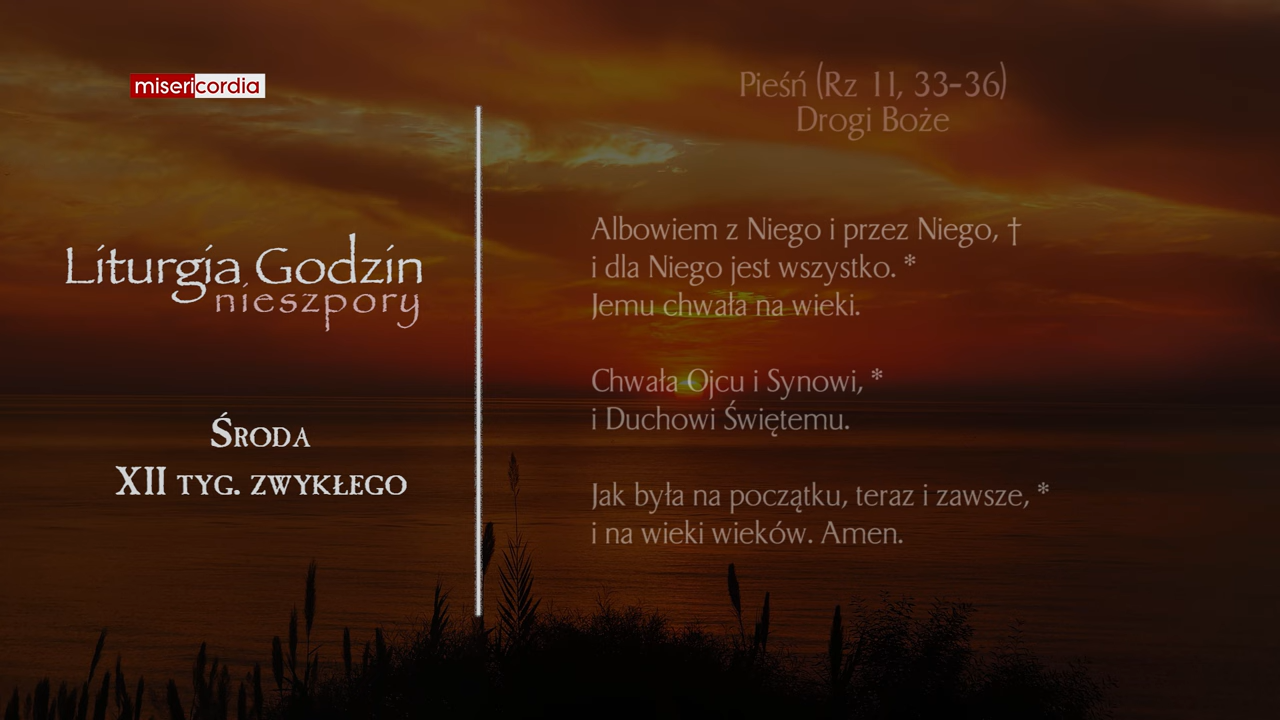 misericordia
Liturgia Godzin
nieszpory
Środa
XII tyg. zwykłego
Pieśń (Rz 11, 33-36)
Drogi Boże
Albowiem z Niego i przez Niego, †
i dla Niego jest wszystko. *
Jemu chwała na wieki.
Chwała Ojcu i Synowi, *
i Duchowi Świętemu.
Jak była na początku, teraz i zawsze, *
i na wieki wieków. Amen.